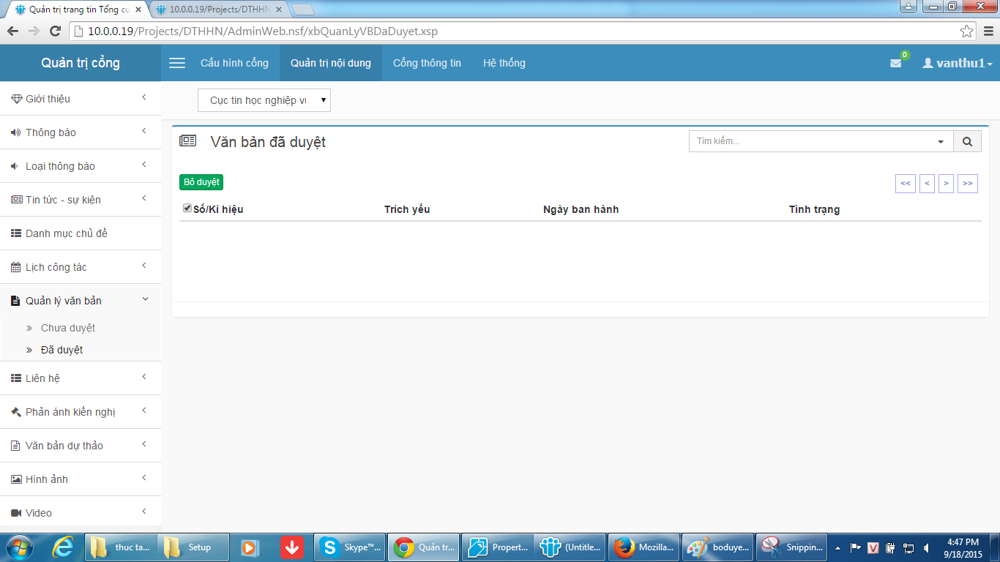 Quản trị trang tin Tổng cu
10.0.0.19/Projects/DTHHN
10.0.0.19/Projects/DTHHN/AdminWeb.nsf/xbQuanLyVBDaDuyet.xsp
Quản trị cổng
Cấu hình cổng
Quản trị nội dung
Cổng thông tin
Hệ thống
0
vanthu1
Giới thiệu
Thông báo
Loại thông báo
Tin tức - sự kiện
Danh mục chủ đề
Lịch công tác
Quản lý văn bản
Chưa duyệt
Đã duyệt
Liên hệ
Phản ánh kiến nghị
Văn bản dự thảo
Hình ảnh
Video
Cục tin học nghiệp vụ
Văn bản đã duyệt
Tìm kiếm...
Bỏ duyệt
<< < > >>
Số/Kí hiệu Trích yếu Ngày ban hành Tình trạng
thuc ta...
Setup
Skype™...
Quản tr...
Propert...
(Untitle...
Mozilla...
boduye...
Snippin...
4:47 PM
9/18/2015